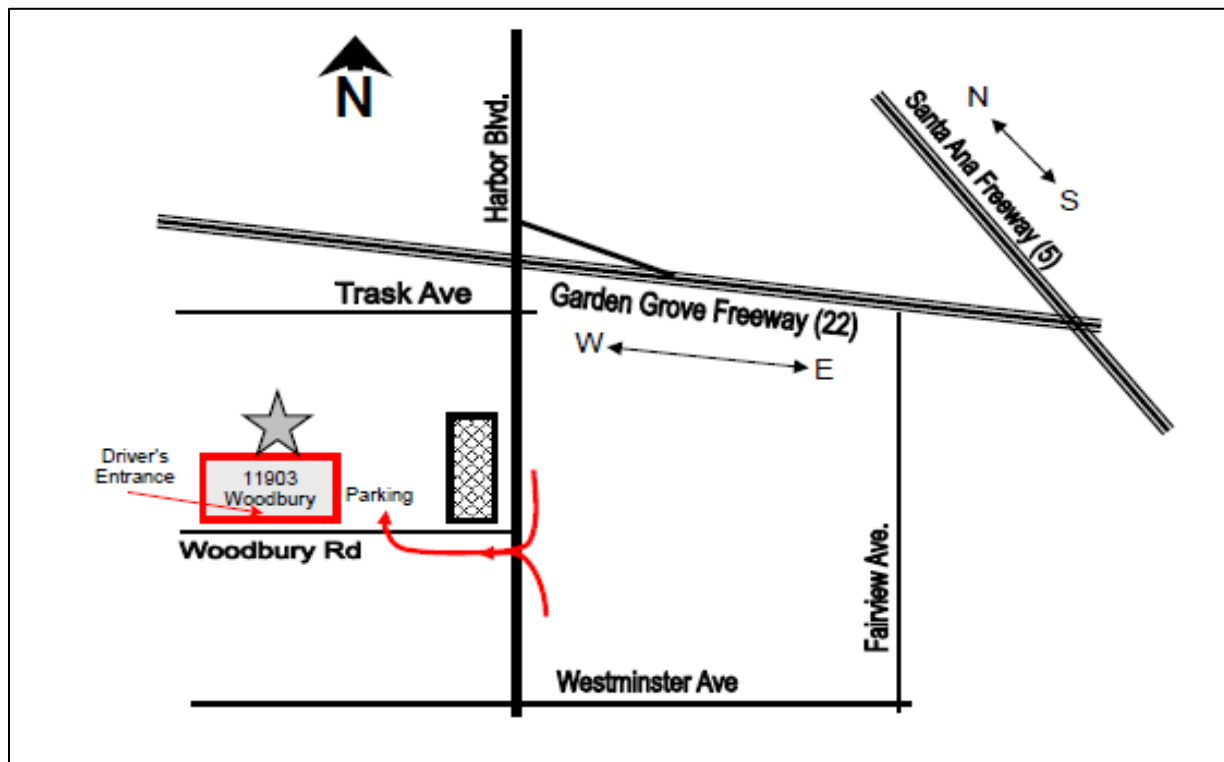 N
Harbor Blvd.
N
Santa Ana Freeway (5)
S
Trask Ave
Garden Grove Freeway (22)
W
E
Driver's
Entrance
11903
Woodbury
Parking
Woodbury Rd
Fairview Ave.
Westminster Ave